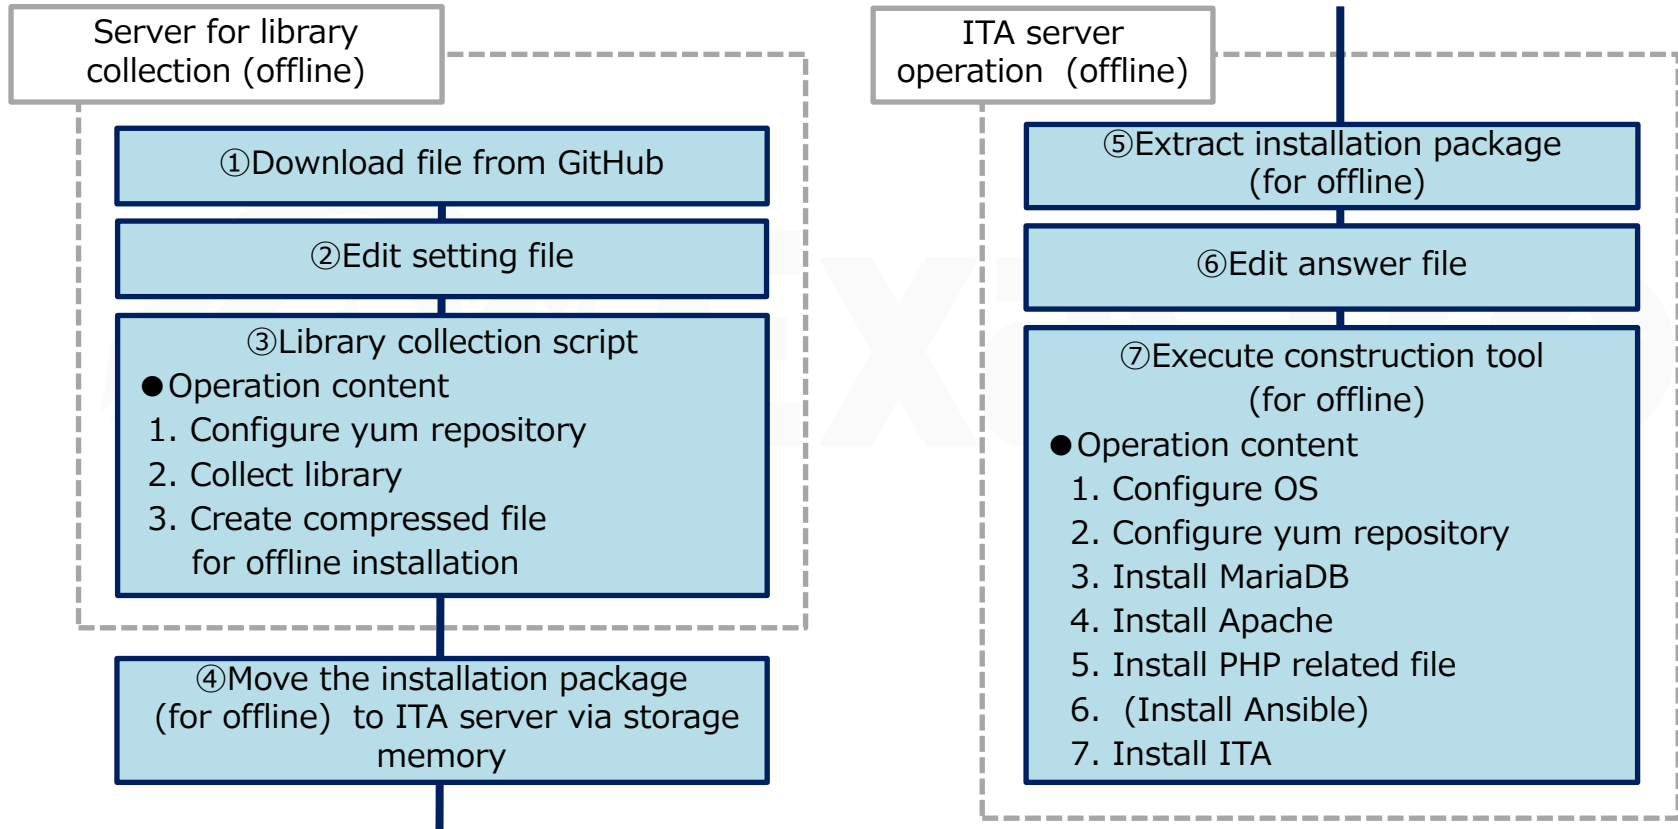 Server for library
collection (offline)
①Download file from GitHub
②Edit setting file
③Library collection script
●Operation content
1. Configure yum repository
2. Collect library
3. Create compressed file
for offline installation
④Move the installation package
(for offline) to ITA server via storage
memory
ITA server
operation (offline)
⑤Extract installation package
(for offline)
⑥Edit answer file
⑦Execute construction tool
(for offline)
●Operation content
1. Configure OS
2. Configure yum repository
3. Install MariaDB
4. Install Apache
5. Install PHP related file
6. (Install Ansible)
7. Install ITA